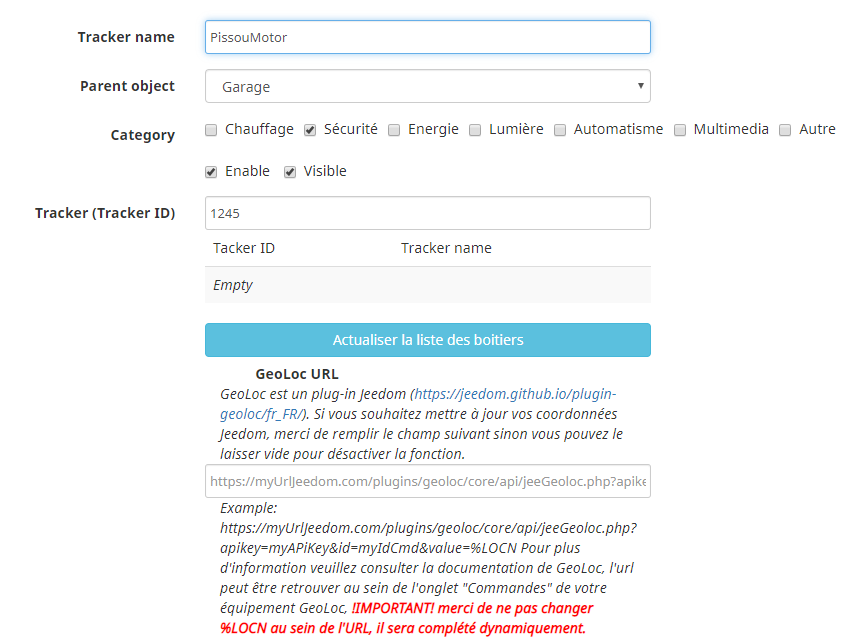 Tracker name PissouMotor
Parent object Garage
Category Chauffage Sécurité Energie Lumière Automatisme Multimedia Autre
Enable Visible
Tracker (Tracker ID) 1245
Tacker ID Tracker name
Empty
Actualiser la liste des boitiers
GeoLoc URL
GeoLoc est un plug-in Jeedom (https://jeedom.github.io/plugin-
geoloc/fr_FR/). Si vous souhaitez mettre à jour vos coordonnées
Jeedom, merci de remplir le champ suivant sinon vous pouvez le
laisser vide pour désactiver la fonction.
https://myUrlJeedom.com/plugins/geoloc/core/api/jeeGeoloc.php?apike
Example:
https://myUrlJeedom.com/plugins/geoloc/core/api/jeeGeoloc.php?
apikey=myAPiKey&id=myIdCmd&value=%LOCN Pour plus
d'information veuillez consulter la documentation de GeoLoc, l'url
peut être retrouver au sein de l'onglet "Commandes" de votre
équipement GeoLoc, !IMPORTANT! merci de ne pas changer
%LOCN au sein de l'URL, il sera complété dynamiquement.